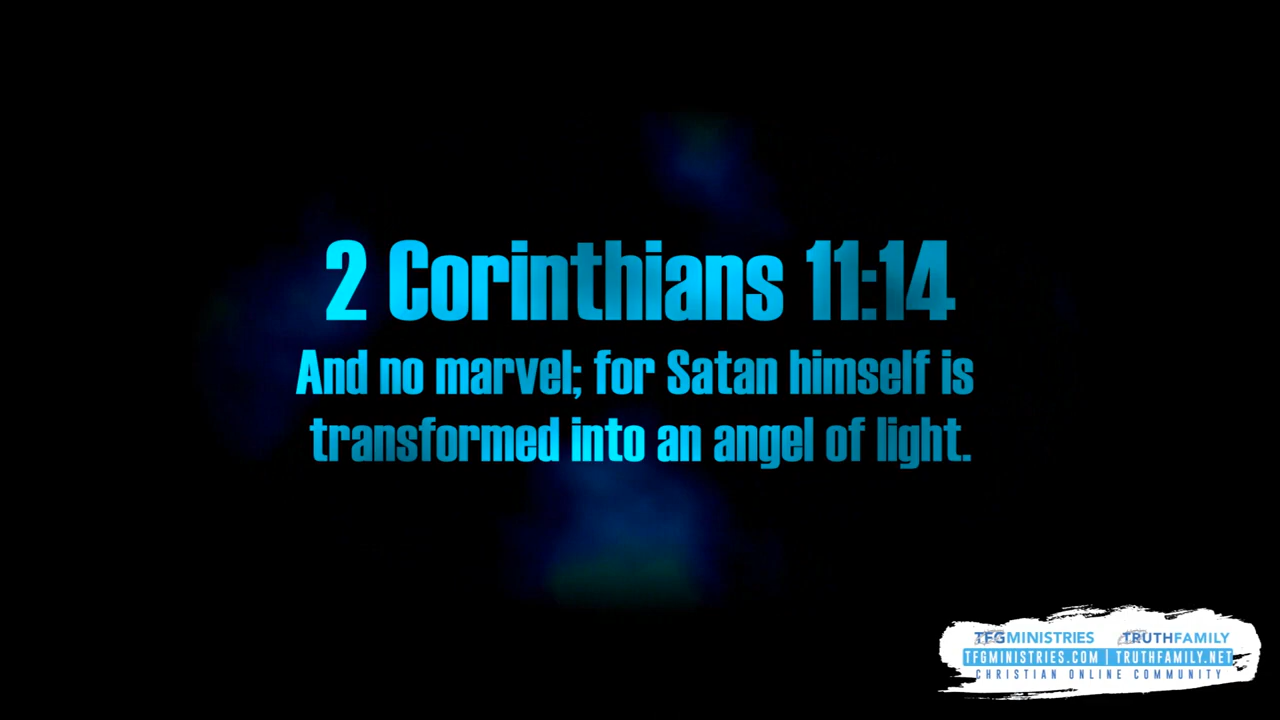 2 Corinthians 11:14
And no marvel; for Satan himself is
transformed into an angel of light.
TFGMINISTRIES TRUTHFAMILY
TFGMINISTRIES.COM | TRUTHFAMILY.NET
CHRISTIAN ONLINE COMMUNITY